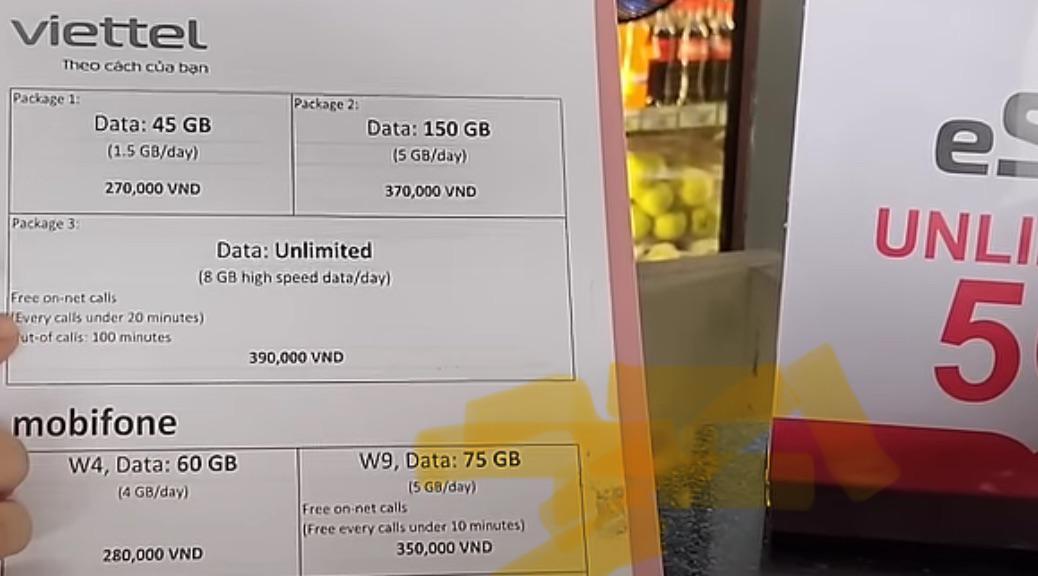 viettel
Theo cách của bạn
Package 1:
Data: 45 GB
(1.5 GB/day)
270,000 VND
Package 2:
Data: 150 GB
(5 GB/day)
370,000 VND
Package 3:
Data: Unlimited
(8 GB high speed data/day)
Free on-net calls
(Every calls under 20 minutes)
ut-of calls: 100 minutes
390,000 VND
mobifone
W4, Data: 60 GB
(4 GB/day)
280,000 VND
W9, Data: 75 GB
(5 GB/day)
Free on-net calls
(Free every calls under 10 minutes)
350,000 VND
eS
UNLI
5